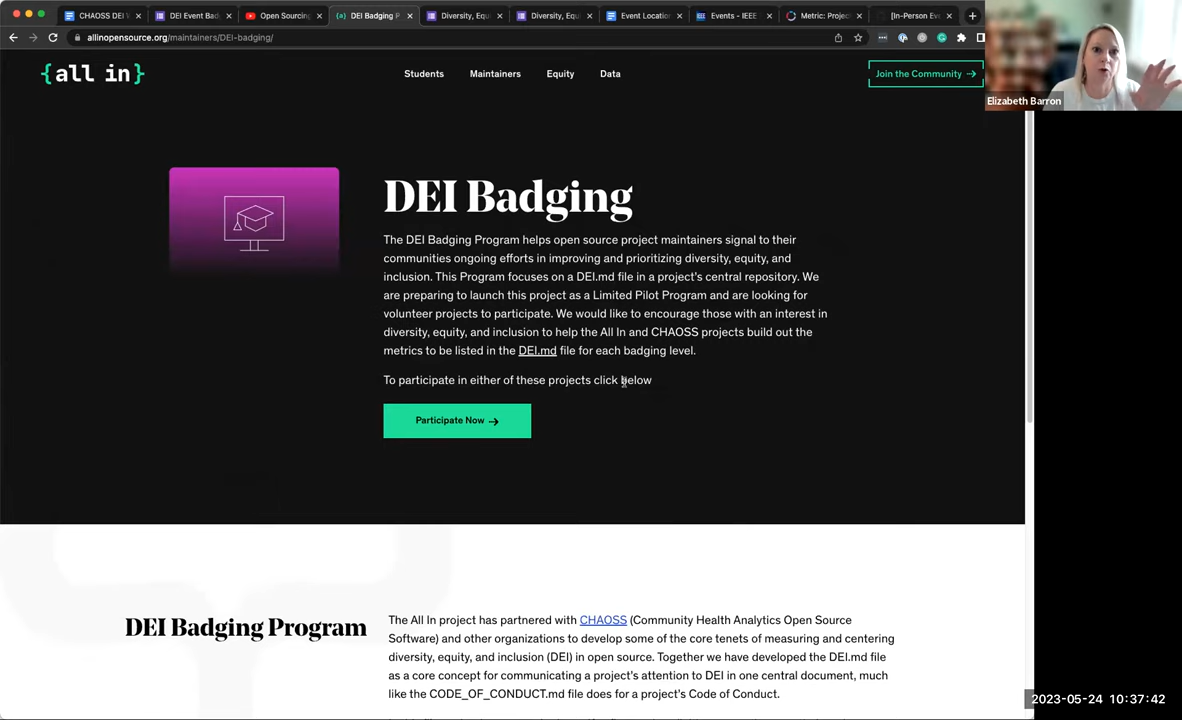 CHAOSS DEI W
DEI Event Bad
Open Sourcing
DEI Badging P
Diversity, Equ
Diversity, Equ
Event Location
Events - IEEE
Metric: Projec
[In-Person Eve
allinopensource.org/maintainers/DEI-badging/
{all in}
Students
Maintainers
Equity
Data
Join the Community
Elizabeth Barron
DEI Badging
The DEI Badging Program helps open source project maintainers signal to their
communities ongoing efforts in improving and prioritizing diversity, equity, and
inclusion. This Program focuses on a DEI.md file in a project's central repository. We
are preparing to launch this project as a Limited Pilot Program and are looking for
volunteer projects to participate. We would like to encourage those with an interest in
diversity, equity, and inclusion to help the All In and CHAOSS projects build out the
metrics to be listed in the DEI.md file for each badging level.
To participate in either of these projects click below
Participate Now
DEI Badging Program
The All In project has partnered with CHAOSS (Community Health Analytics Open Source
Software) and other organizations to develop some of the core tenets of measuring and centering
diversity, equity, and inclusion (DEI) in open source. Together we have developed the DEI.md file
as a core concept for communicating a project's attention to DEI in one central document, much
like the CODE_OF_CONDUCT.md file does for a project's Code of Conduct.
2023-05-24 10:37:42